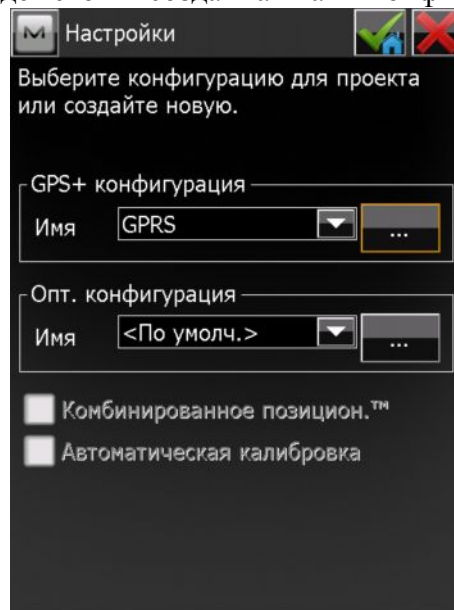 Настройки
Выберите конфигурацию для проекта
или создайте новую.
GPS+ конфигурация
Имя GPRS ...
Опт. конфигурация
Имя <По умолч.> ...
Комбинированное позицион.™
Автоматическая калибровка